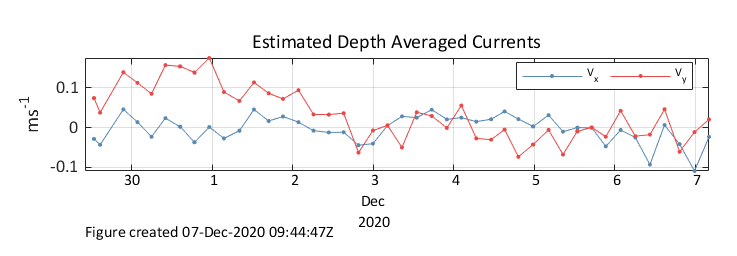 Estimated Depth Averaged Currents
Vx
Vy
ms-1
0.1
0
-0.1
30 1 2 3 4 5 6 7
Dec
2020
Figure created 07-Dec-2020 09:44:47Z